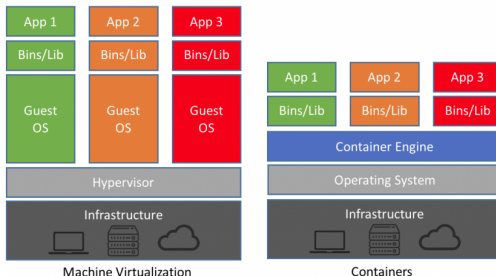 App 1
App 2
App 3
Bins/Lib
Bins/Lib
Bins/Lib
Guest
OS
Guest
OS
Guest
OS
Hypervisor
Infrastructure
Machine Virtualization
App 1
App 2
App 3
Bins/Lib
Bins/Lib
Bins/Lib
Container Engine
Operating System
Infrastructure
Containers